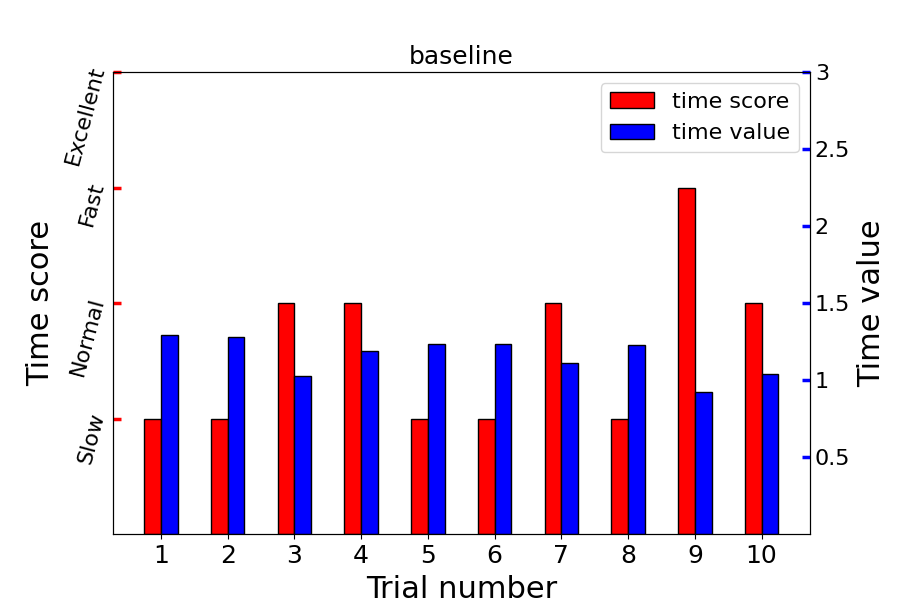 baseline
time score
time value
Time score
Excellent
Fast
Normal
Slow
3
2.5
2
1.5
1
0.5
Time value
1 2 3 4 5 6 7 8 9 10
Trial number